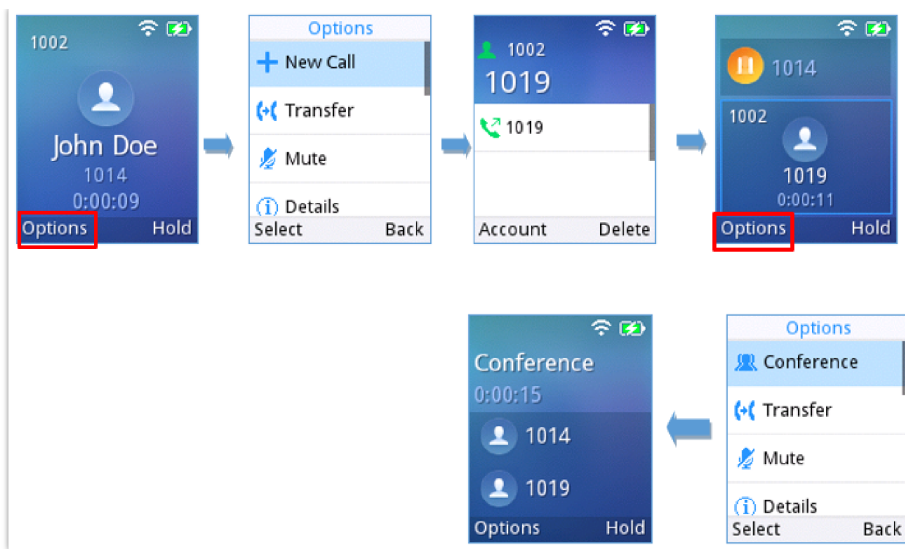 1002
John Doe
1014
0:00:09
Options Hold
Options
New Call
Transfer
Mute
Details
Select Back
1002
1019
1019
Account Delete
1014
1002
1019
0:00:11
Options Hold
Options
Conference
Transfer
Mute
Details
Select Back
Conference
0:00:15
1014
1019
Options Hold